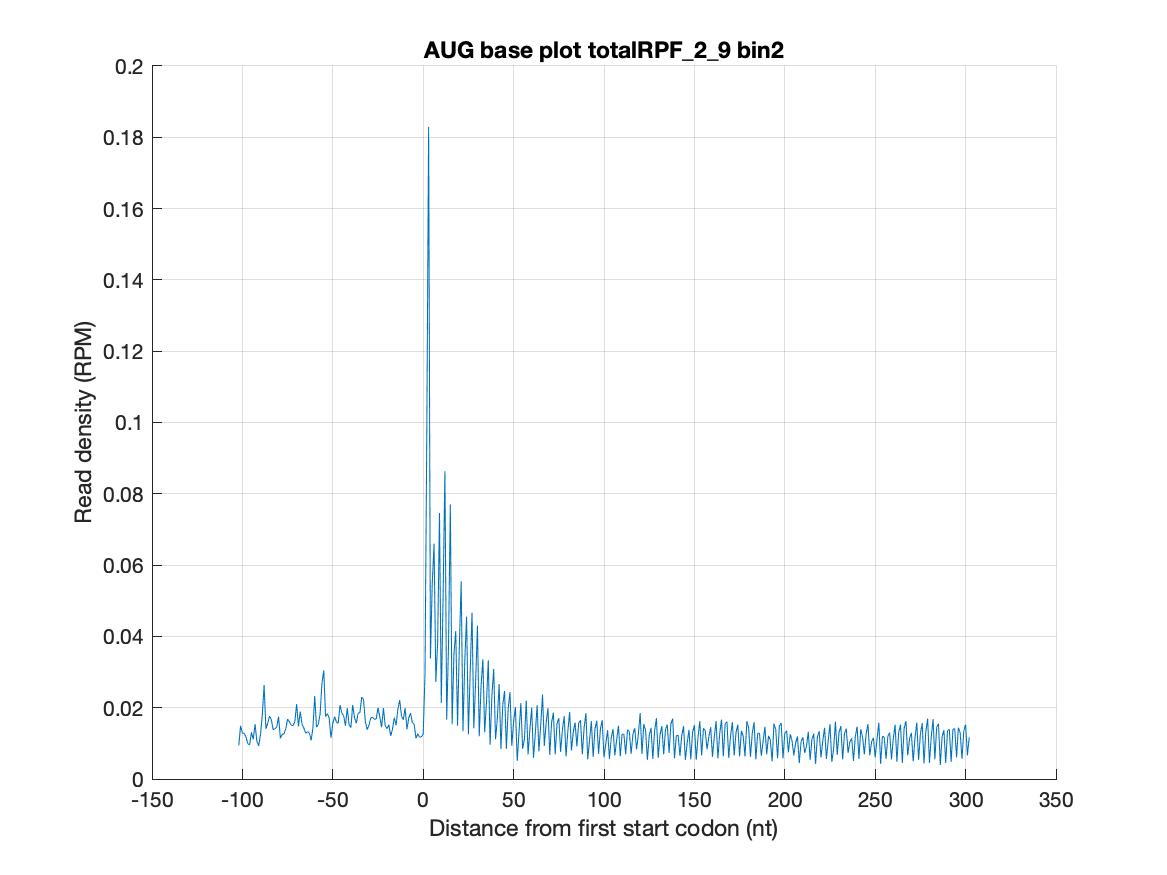 AUG base plot totalRPF_2_9 bin2
0.2
0.18
0.16
0.14
0.12
0.1
0.08
0.06
0.04
0.02
0
Read density (RPM)
-150 -100 -50 0 50 100 150 200 250 300 350
Distance from first start codon (nt)